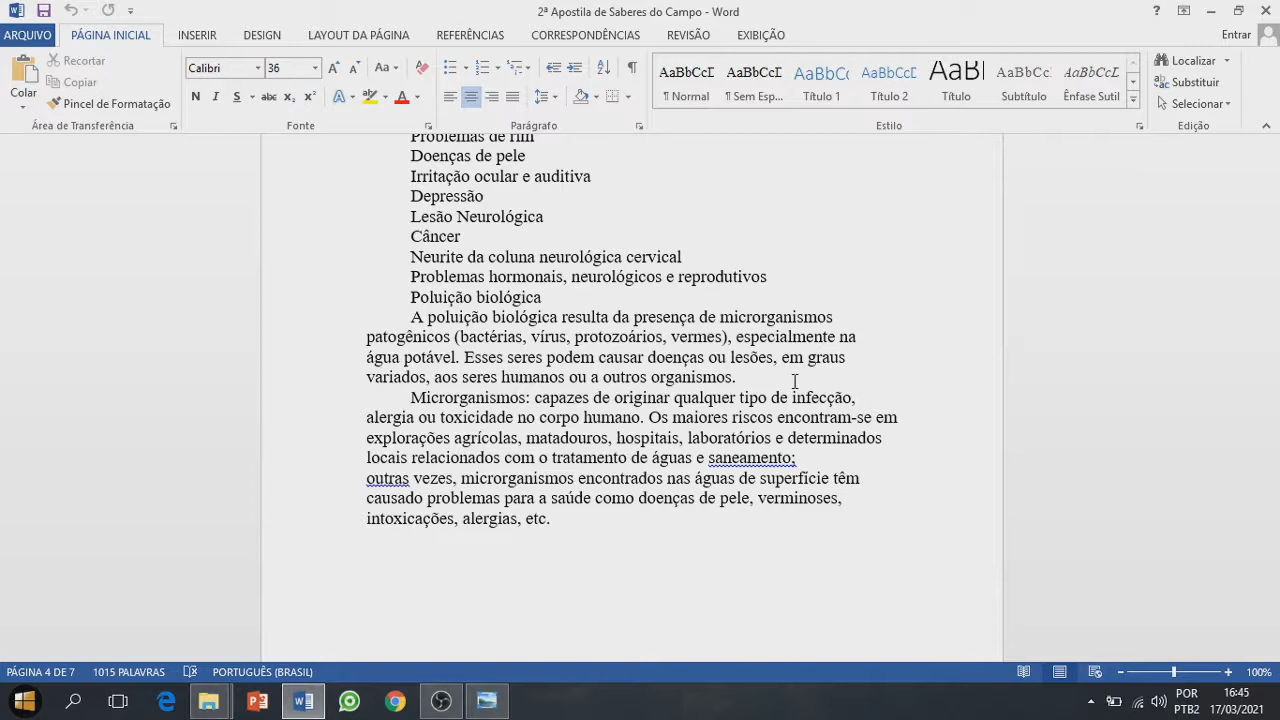 2ª Apostila de Saberes do Campo - Word
?
ARQUIVO PÁGINA INICIAL INSERIR DESIGN LAYOUT DA PÁGINA REFERÊNCIAS CORRESPONDÊNCIAS REVISÃO EXIBIÇÃO Entrar
Colar
Recortar
Copiar
Pincel de Formatação
Área de Transferência
Calibri 36
N I S abc x₂ x²
Fonte
Parágrafo
AaBbCcD AaBbCcD AaBbCc AaBbCcD AaBl AaBbCcD AaBbCcD
¶ Normal ¶ Sem Esp... Título 1 Título 2 Título Subtítulo Ênfase Sutil
Estilo
Localizar
Substituir
Selecionar
Edição
Problemas de rim
Doenças de pele
Irritação ocular e auditiva
Depressão
Lesão Neurológica
Câncer
Neurite da coluna neurológica cervical
Problemas hormonais, neurológicos e reprodutivos
Poluição biológica
A poluição biológica resulta da presença de microrganismos
patogênicos (bactérias, vírus, protozoários, vermes), especialmente na
água potável. Esses seres podem causar doenças ou lesões, em graus
variados, aos seres humanos ou a outros organismos.
Microrganismos: capazes de originar qualquer tipo de infecção,
alergia ou toxicidade no corpo humano. Os maiores riscos encontram-se em
explorações agrícolas, matadouros, hospitais, laboratórios e determinados
locais relacionados com o tratamento de águas e saneamento;
outras vezes, microrganismos encontrados nas águas de superfície têm
causado problemas para a saúde como doenças de pele, verminoses,
intoxicações, alergias, etc.
PÁGINA 4 DE 7 1015 PALAVRAS PORTUGUÊS (BRASIL) 100%
POR
PTB2
16:45
17/03/2021